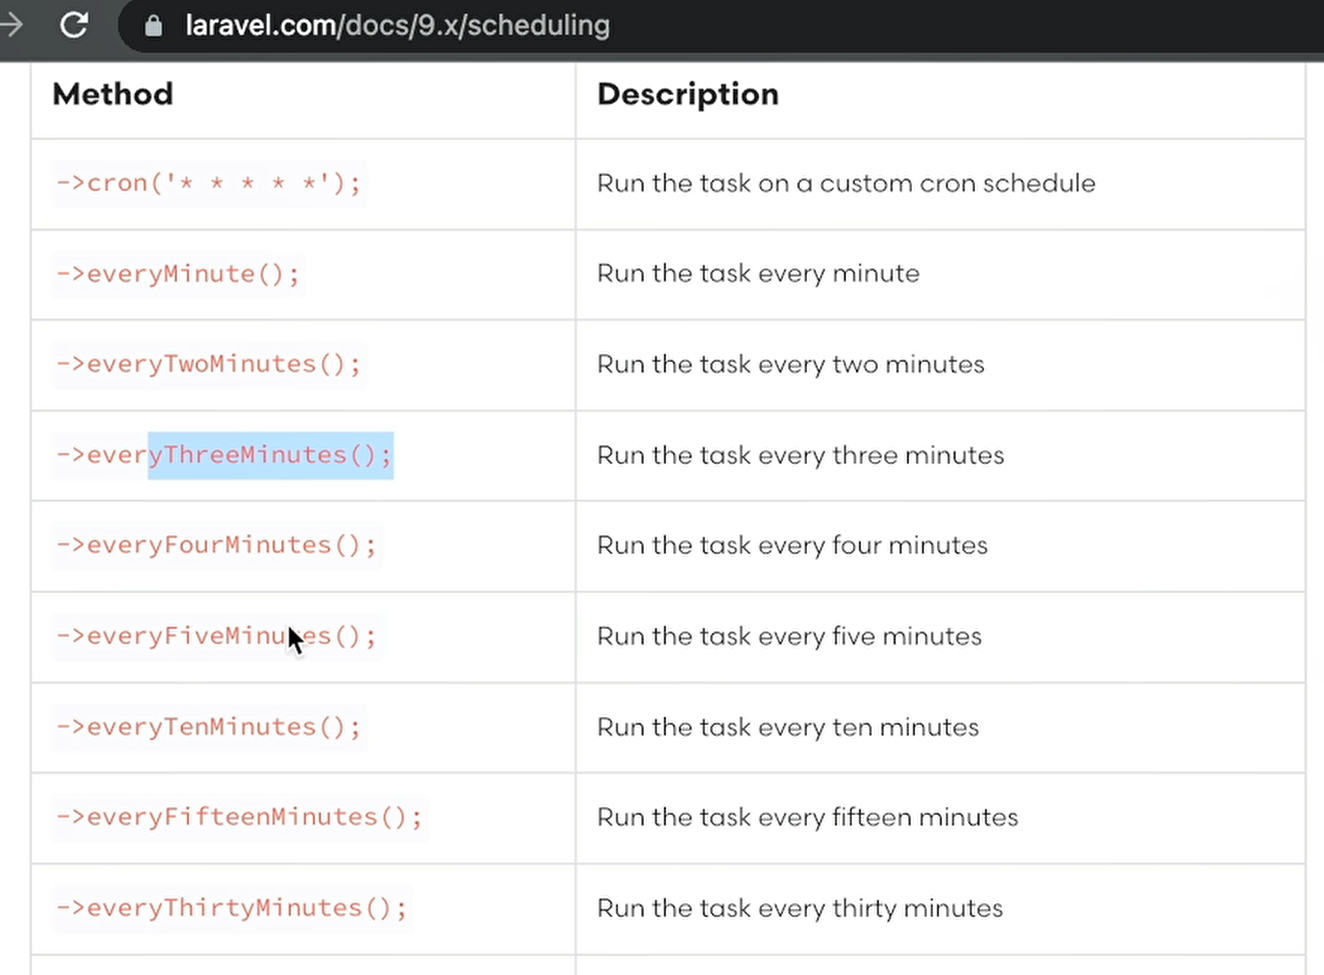 laravel.com/docs/9.x/scheduling
Method Description
->cron('* * * * *'); Run the task on a custom cron schedule
->everyMinute(); Run the task every minute
->everyTwoMinutes(); Run the task every two minutes
->everyThreeMinutes(); Run the task every three minutes
->everyFourMinutes(); Run the task every four minutes
->everyFiveMinutes(); Run the task every five minutes
->everyTenMinutes(); Run the task every ten minutes
->everyFifteenMinutes(); Run the task every fifteen minutes
->everyThirtyMinutes(); Run the task every thirty minutes